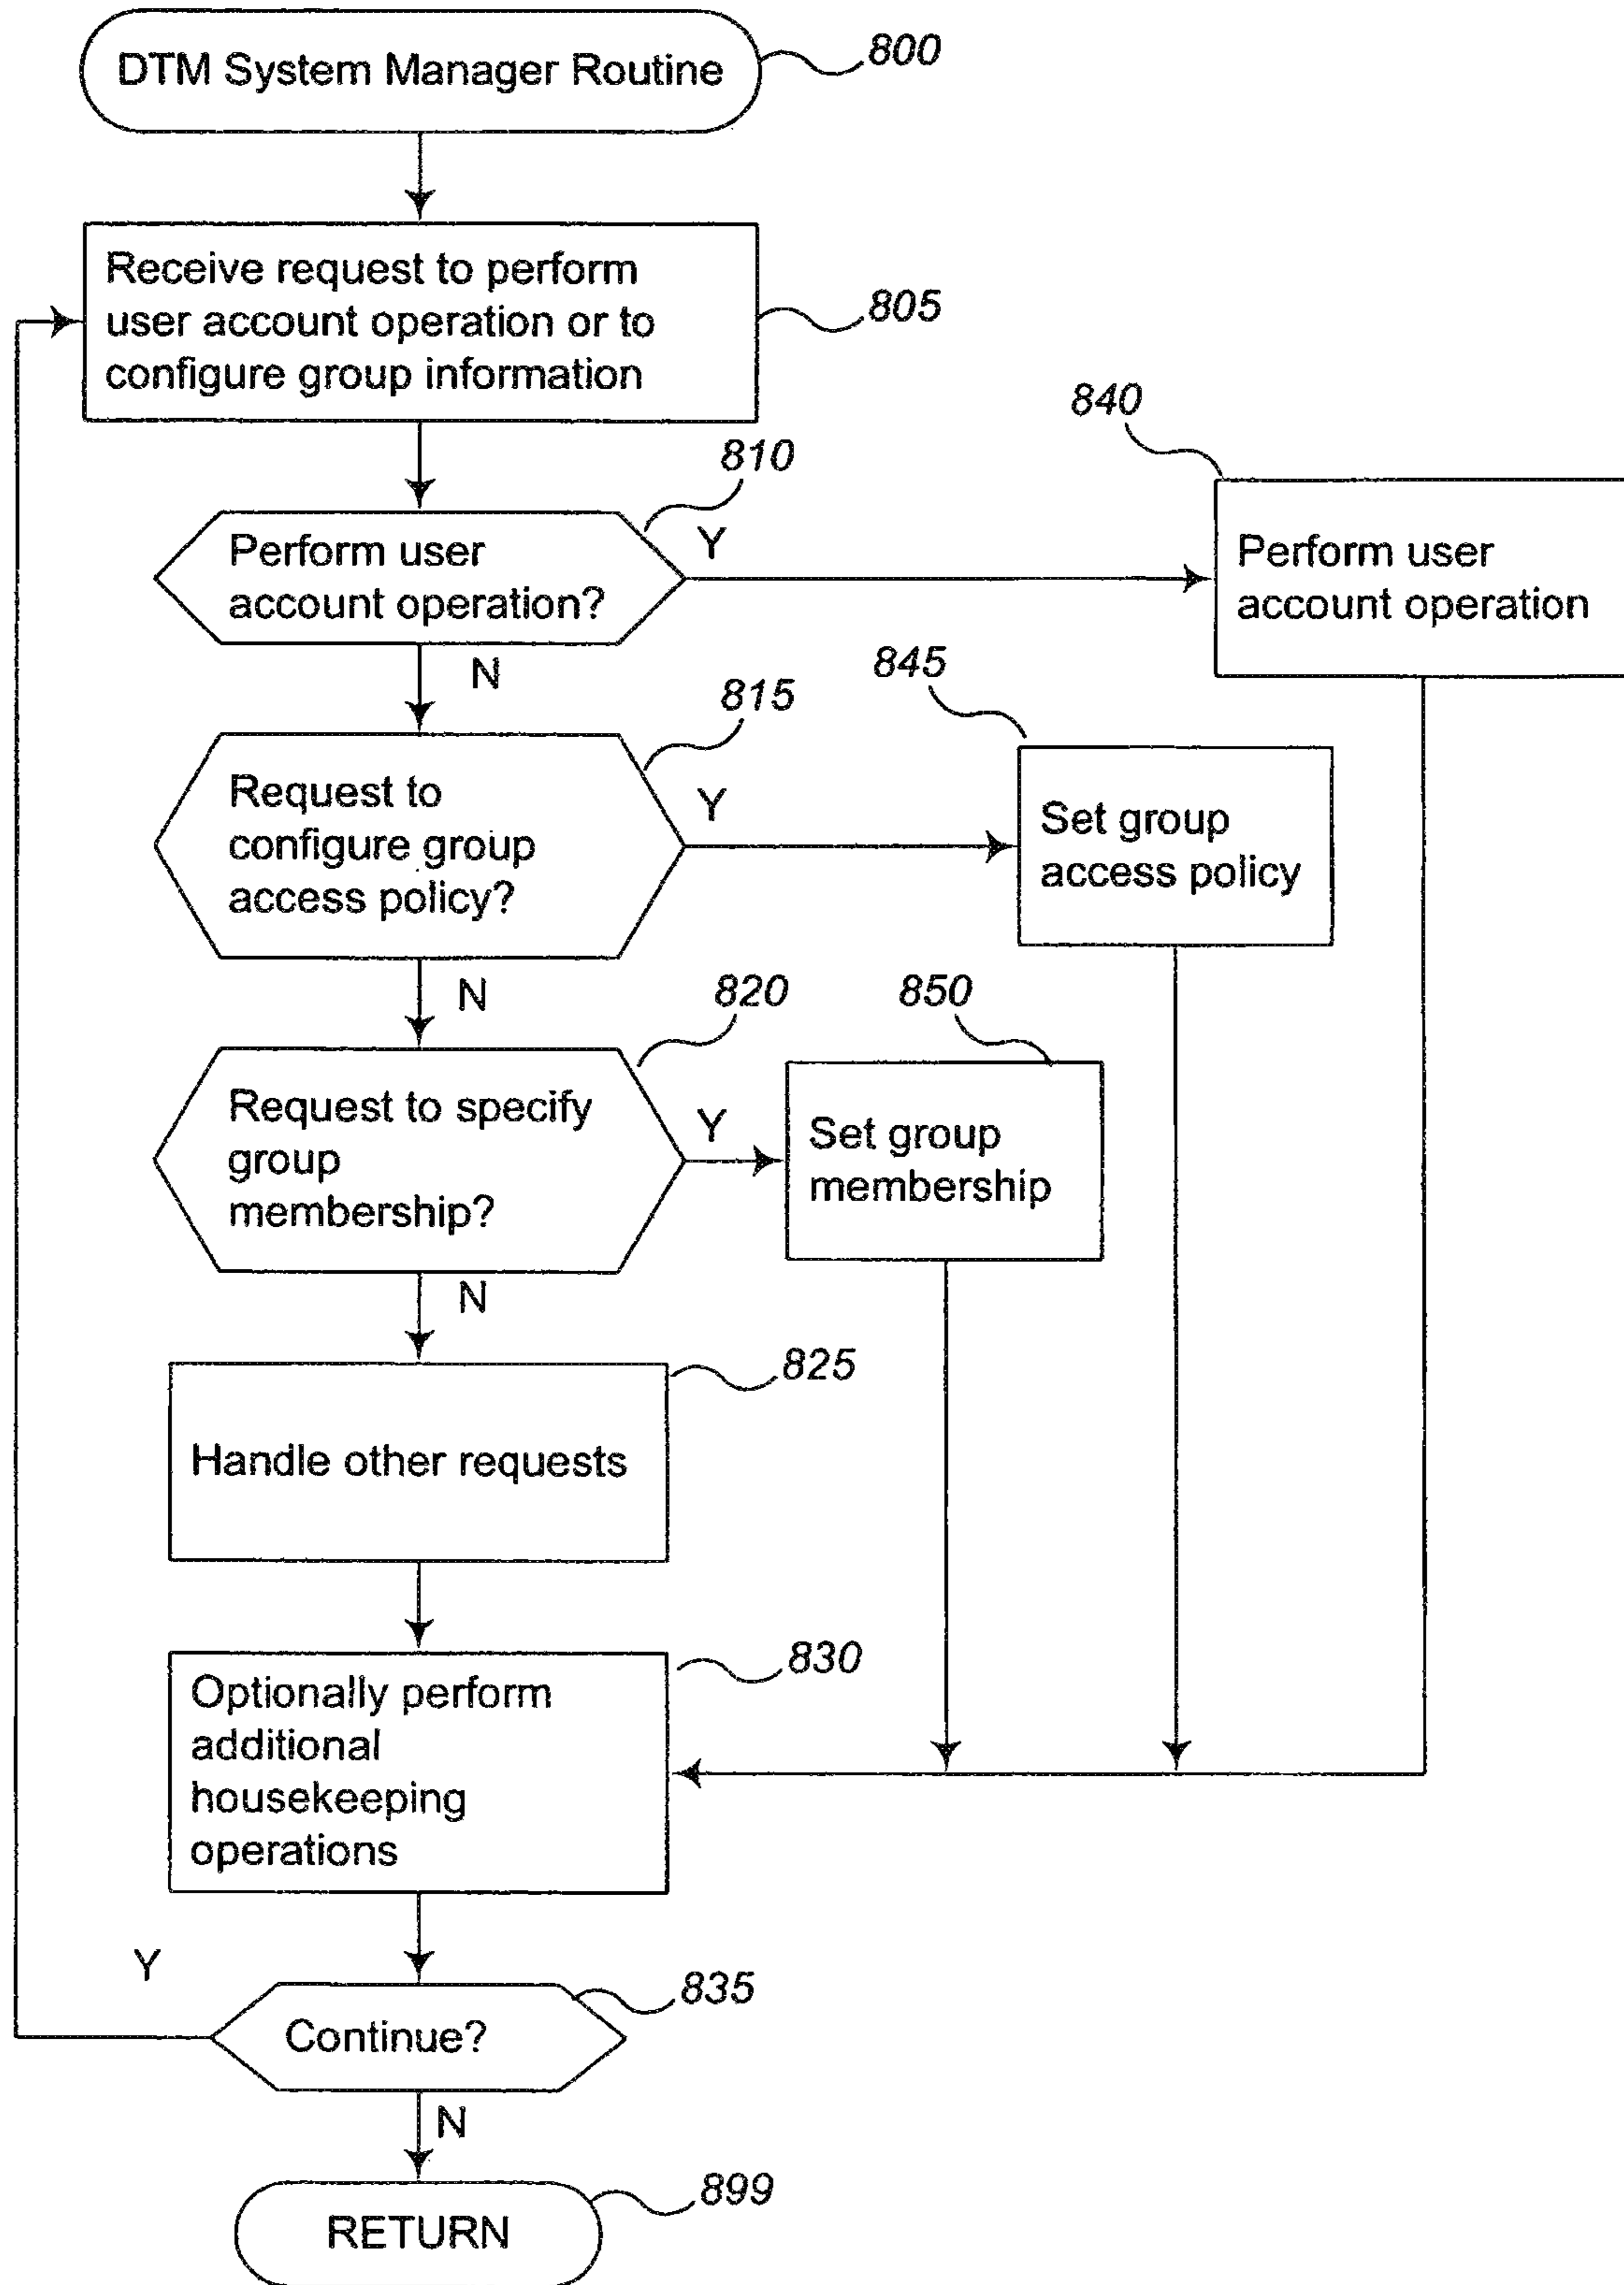 DTM System Manager Routine
800
Receive request to perform
user account operation or to
configure group information
805
840
810
Perform user
account operation?
Y
Perform user
account operation
N
845
815
Request to
configure group
access policy?
Y
Set group
access policy
N
820
850
Request to specify
group
membership?
Y
Set group
membership
N
825
Handle other requests
830
Optionally perform
additional
housekeeping
operations
Y
835
Continue?
N
899
RETURN